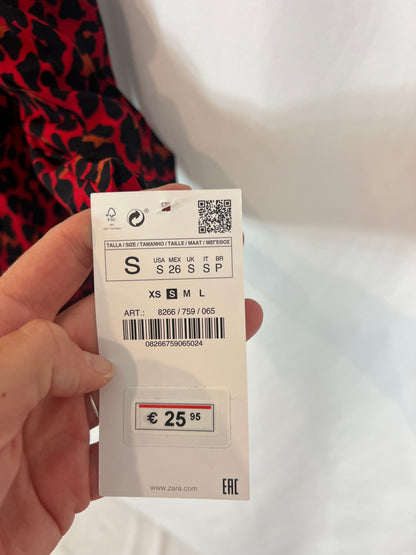 FSC
TALLA / SIZE / TAMANHO / TAILLE / MAAT / ΜΕΓΕΘΟΣ
S
USA MEX UK IT BR
S 26 S S P
XS S M L
ART.: 8266 / 759 / 065
08266759065024
€ 25 95
www.zara.com
EAC